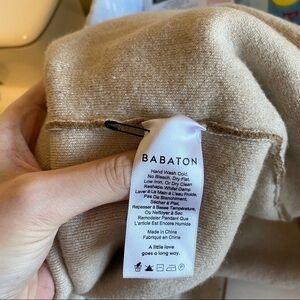 BABATON
Hand Wash Cold.
No Bleach, Dry Flat,
Low Iron, Or Dry Clean
Reshape Whilst Damp
Laver À La Main À L'eau Froide.
Pas De Blanchiment,
Sécher À Plat,
Repasser À Basse Température,
Ou Nettoyer À Sec
Remodeler Pendant Que
L'article Est Encore Humide
Made in China
Fabriqué en Chine
A little love
goes a long way.